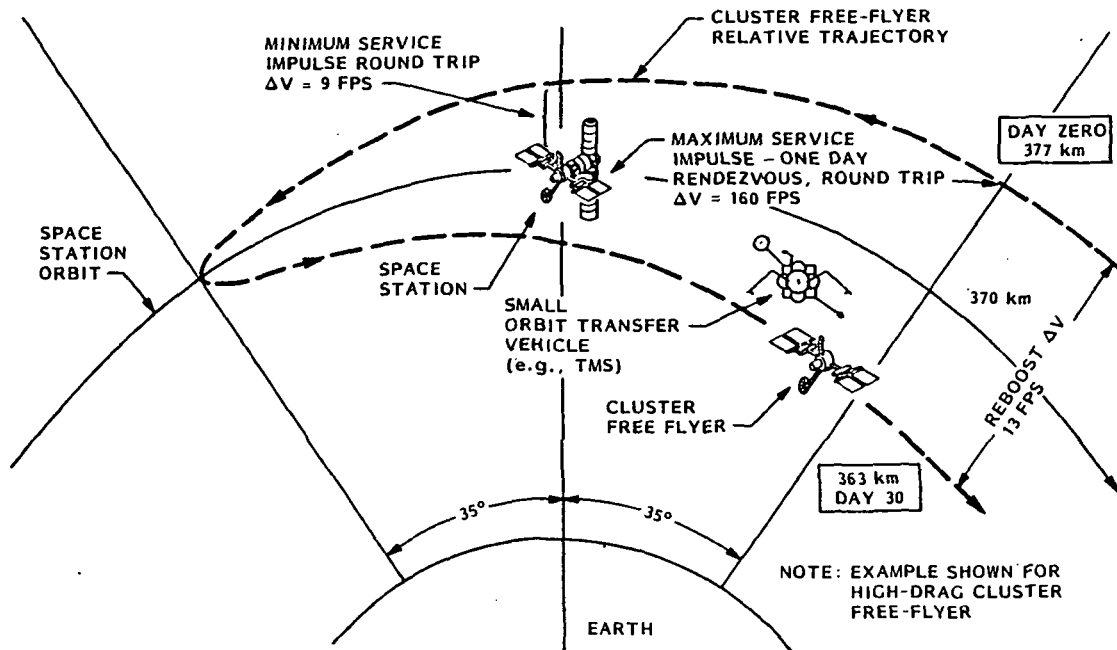 CLUSTER FREE-FLYER
RELATIVE TRAJECTORY
MINIMUM SERVICE
IMPULSE ROUND TRIP
ΔV = 9 FPS
DAY ZERO
377 km
MAXIMUM SERVICE
IMPULSE – ONE DAY
RENDEZVOUS, ROUND TRIP
ΔV = 160 FPS
SPACE
STATION
ORBIT
SPACE
STATION
SMALL
ORBIT TRANSFER
VEHICLE
(e.g., TMS)
370 km
REBOOST ΔV
13 FPS
CLUSTER
FREE FLYER
363 km
DAY 30
35°
35°
NOTE: EXAMPLE SHOWN FOR
HIGH-DRAG CLUSTER
FREE-FLYER
EARTH